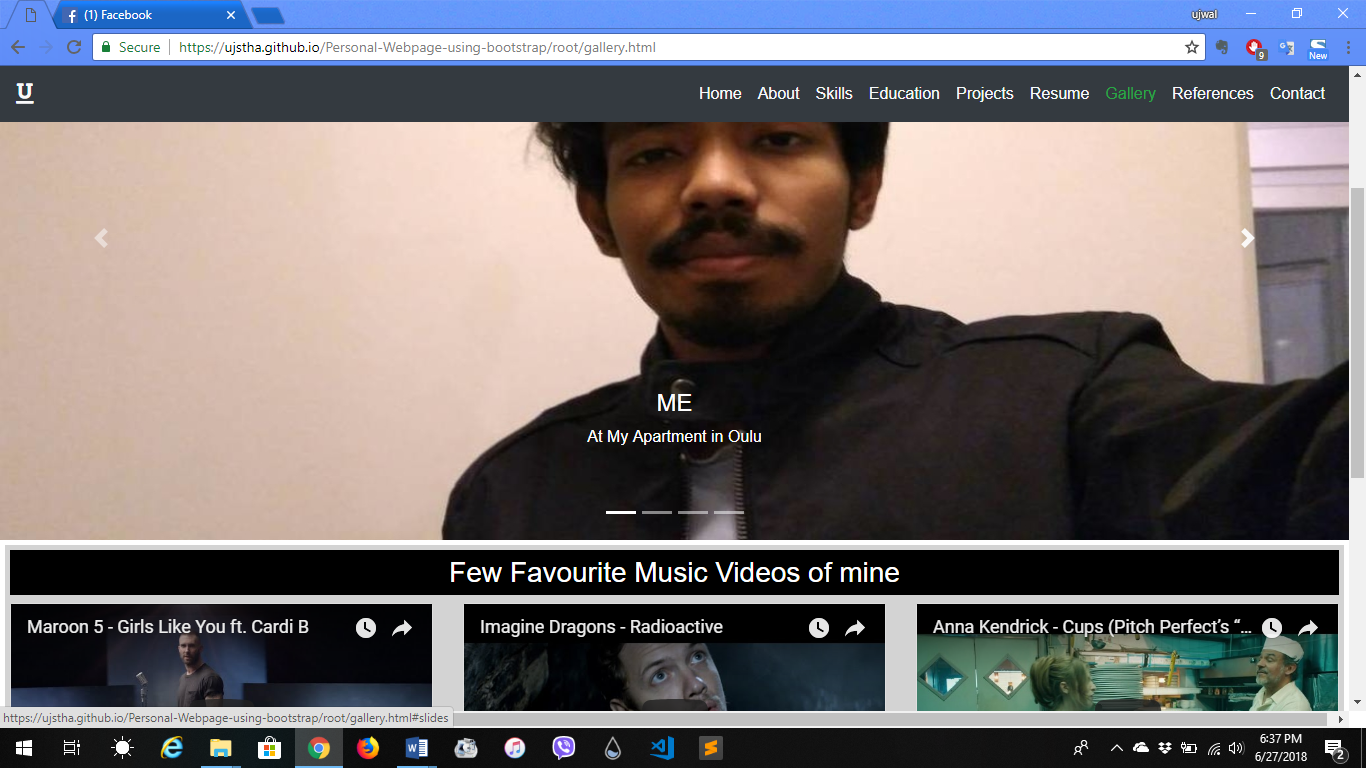 (1) Facebook
ujwal
Secure
https://ujstha.github.io/Personal-Webpage-using-bootstrap/root/gallery.html
9
New
U
Home About Skills Education Projects Resume Gallery References Contact
ME
At My Apartment in Oulu
Few Favourite Music Videos of mine
Maroon 5 - Girls Like You ft. Cardi B
Imagine Dragons - Radioactive
Anna Kendrick - Cups (Pitch Perfect's “...
https://ujstha.github.io/Personal-Webpage-using-bootstrap/root/gallery.html#slides
6:37 PM
6/27/2018
2